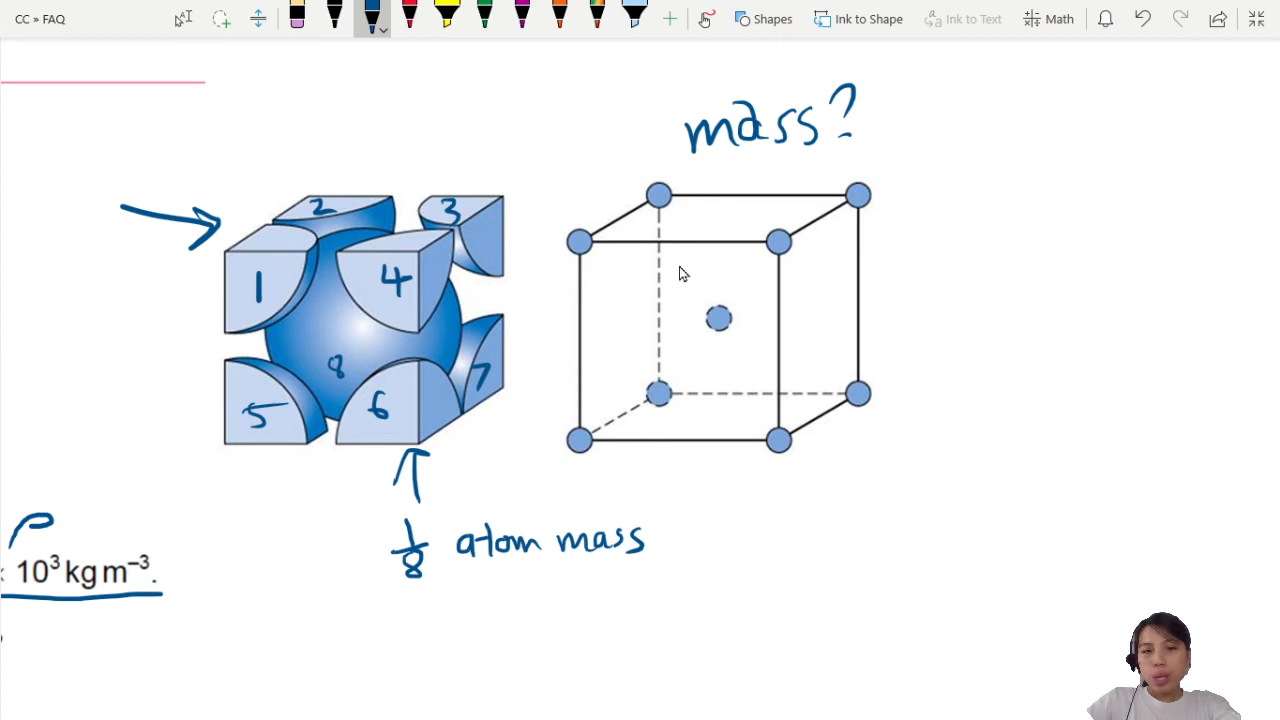 CC » FAQ
Shapes
Ink to Shape
Ink to Text
Math
mass?
2
3
1
4
8
5
6
7
1/8 atom mass
ρ
10³ kg m⁻³.